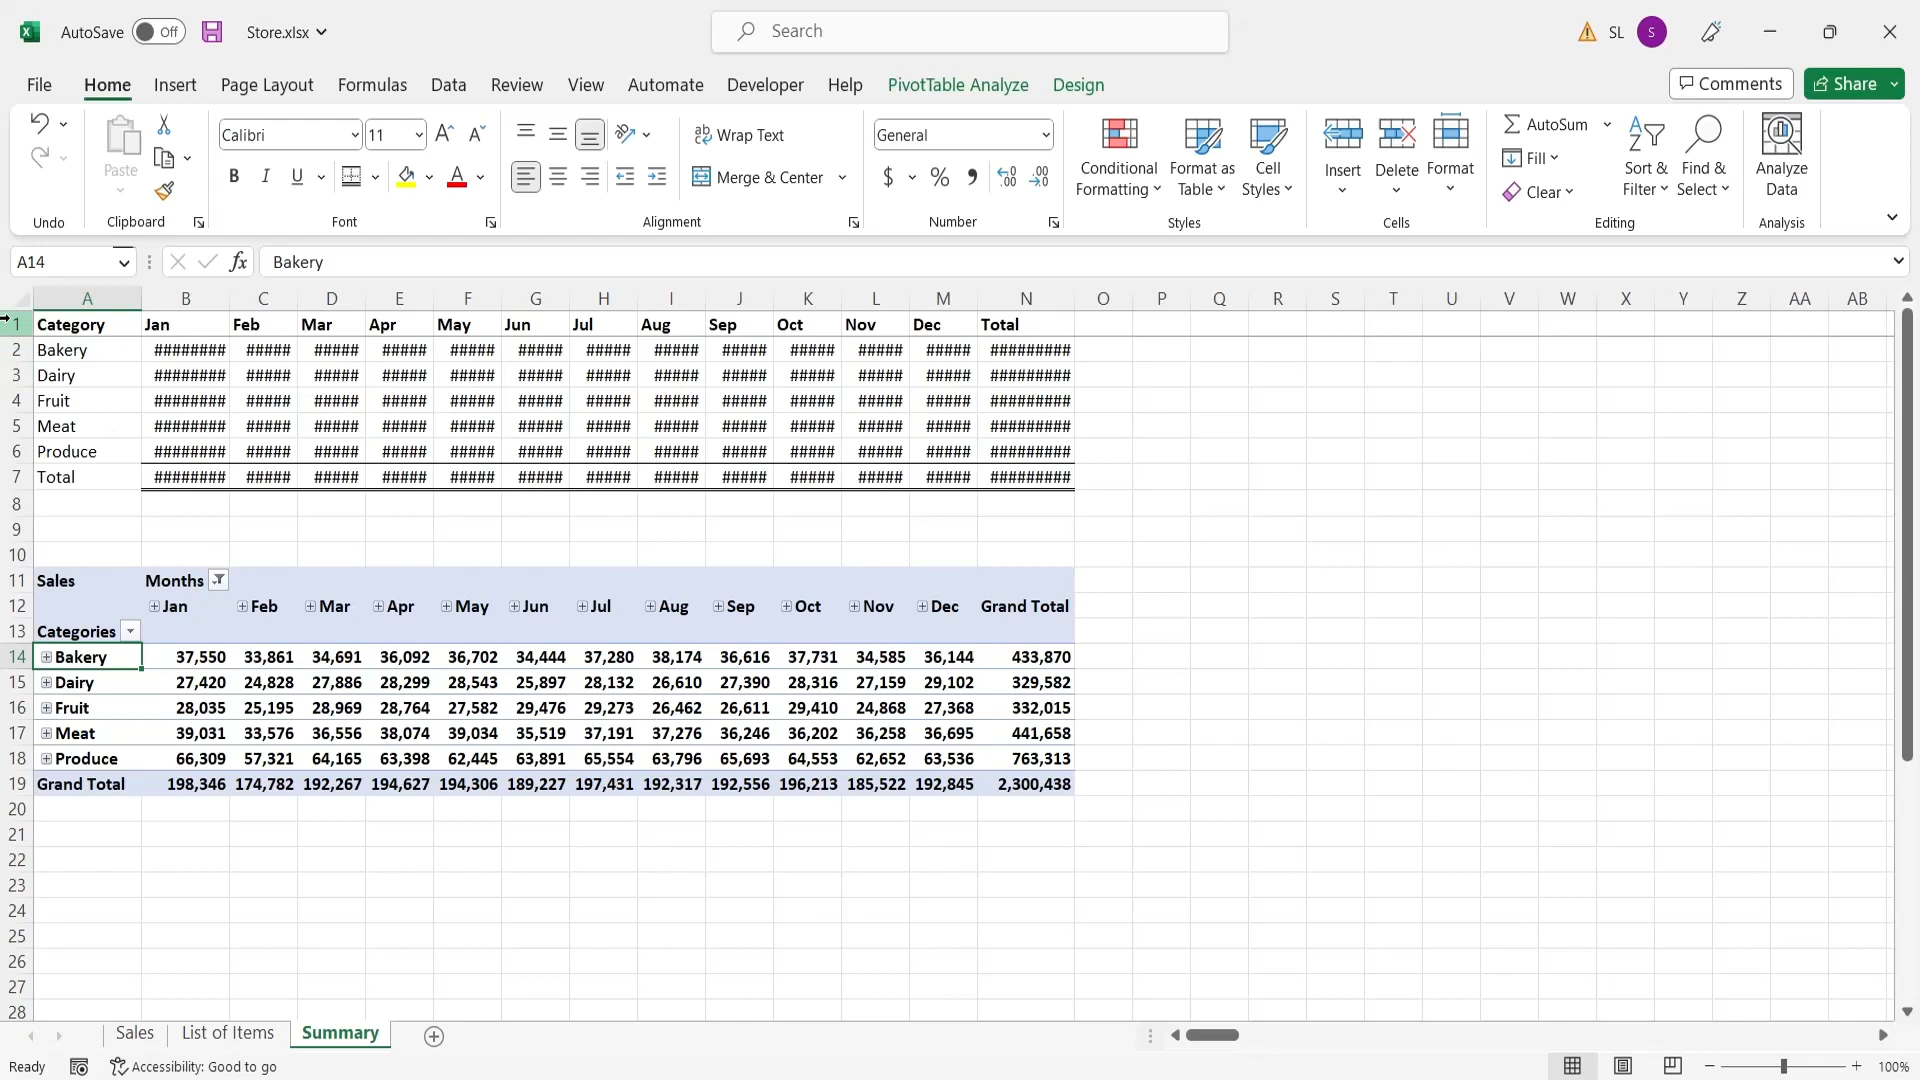 AutoSave Off Store.xlsx Search SL S
File Home Insert Page Layout Formulas Data Review View Automate Developer Help PivotTable Analyze Design Comments Share
Calibri 11 Wrap Text General AutoSum
Paste Conditional Formatting Format as Table Cell Styles Insert Delete Format Fill Sort & Filter Find & Select Analyze Data
B I U Merge & Center $ % Clear
Undo Clipboard Font Alignment Number Styles Cells Editing Analysis
A14 fx Bakery
A B C D E F G H I J K L M N O P Q R S T U V W X Y Z AA AB
1 Category Jan Feb Mar Apr May Jun Jul Aug Sep Oct Nov Dec Total
2 Bakery ######## ##### ##### ##### ##### ##### ##### ##### ##### ##### ##### ##### #########
3 Dairy ######## ##### ##### ##### ##### ##### ##### ##### ##### ##### ##### ##### #########
4 Fruit ######## ##### ##### ##### ##### ##### ##### ##### ##### ##### ##### ##### #########
5 Meat ######## ##### ##### ##### ##### ##### ##### ##### ##### ##### ##### ##### #########
6 Produce ######## ##### ##### ##### ##### ##### ##### ##### ##### ##### ##### ##### #########
7 Total ######## ##### ##### ##### ##### ##### ##### ##### ##### ##### ##### ##### #########
8
9
10
11 Sales Months
12 Jan Feb Mar Apr May Jun Jul Aug Sep Oct Nov Dec Grand Total
13 Categories
14 Bakery 37,550 33,861 34,691 36,092 36,702 34,444 37,280 38,174 36,616 37,731 34,585 36,144 433,870
15 Dairy 27,420 24,828 27,886 28,299 28,543 25,897 28,132 26,610 27,390 28,316 27,159 29,102 329,582
16 Fruit 28,035 25,195 28,969 28,764 27,582 29,476 29,273 26,462 26,611 29,410 24,868 27,368 332,015
17 Meat 39,031 33,576 36,556 38,074 39,034 35,519 37,191 37,276 36,246 36,202 36,258 36,695 441,658
18 Produce 66,309 57,321 64,165 63,398 62,445 63,891 65,554 63,796 65,693 64,553 62,652 63,536 763,313
19 Grand Total 198,346 174,782 192,267 194,627 194,306 189,227 197,431 192,317 192,556 196,213 185,522 192,845 2,300,438
20
21
22
23
24
25
26
27
28
Sales List of Items Summary
Ready Accessibility: Good to go 100%